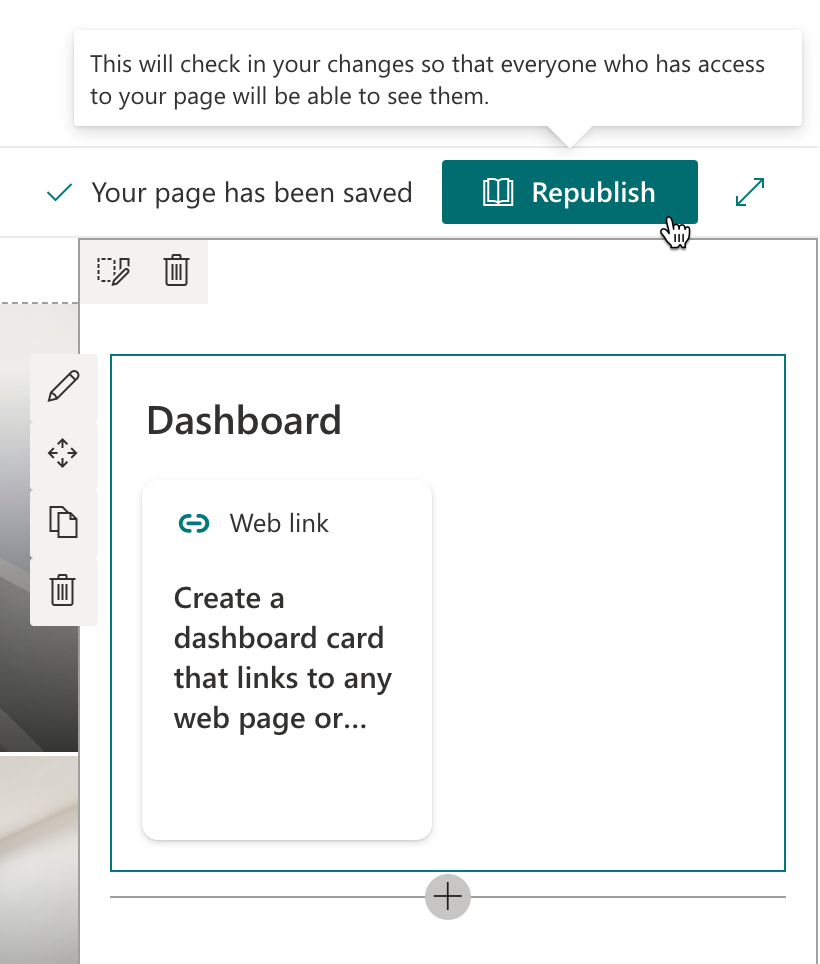 This will check in your changes so that everyone who has access
to your page will be able to see them.
Your page has been saved
Republish
Dashboard
Web link
Create a
dashboard card
that links to any
web page or...